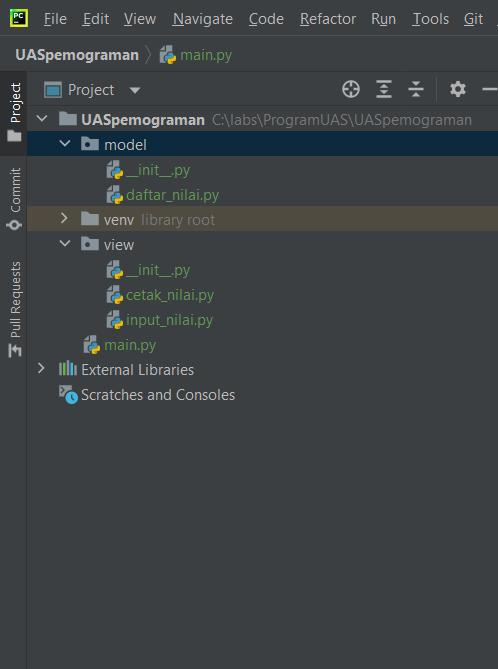 PC File Edit View Navigate Code Refactor Run Tools Git
UASpemograman main.py
Project
UASpemograman C:\labs\ProgramUAS\UASpemograman
model
__init__.py
daftar_nilai.py
venv library root
view
__init__.py
cetak_nilai.py
input_nilai.py
main.py
External Libraries
Scratches and Consoles
Project
Commit
Pull Requests